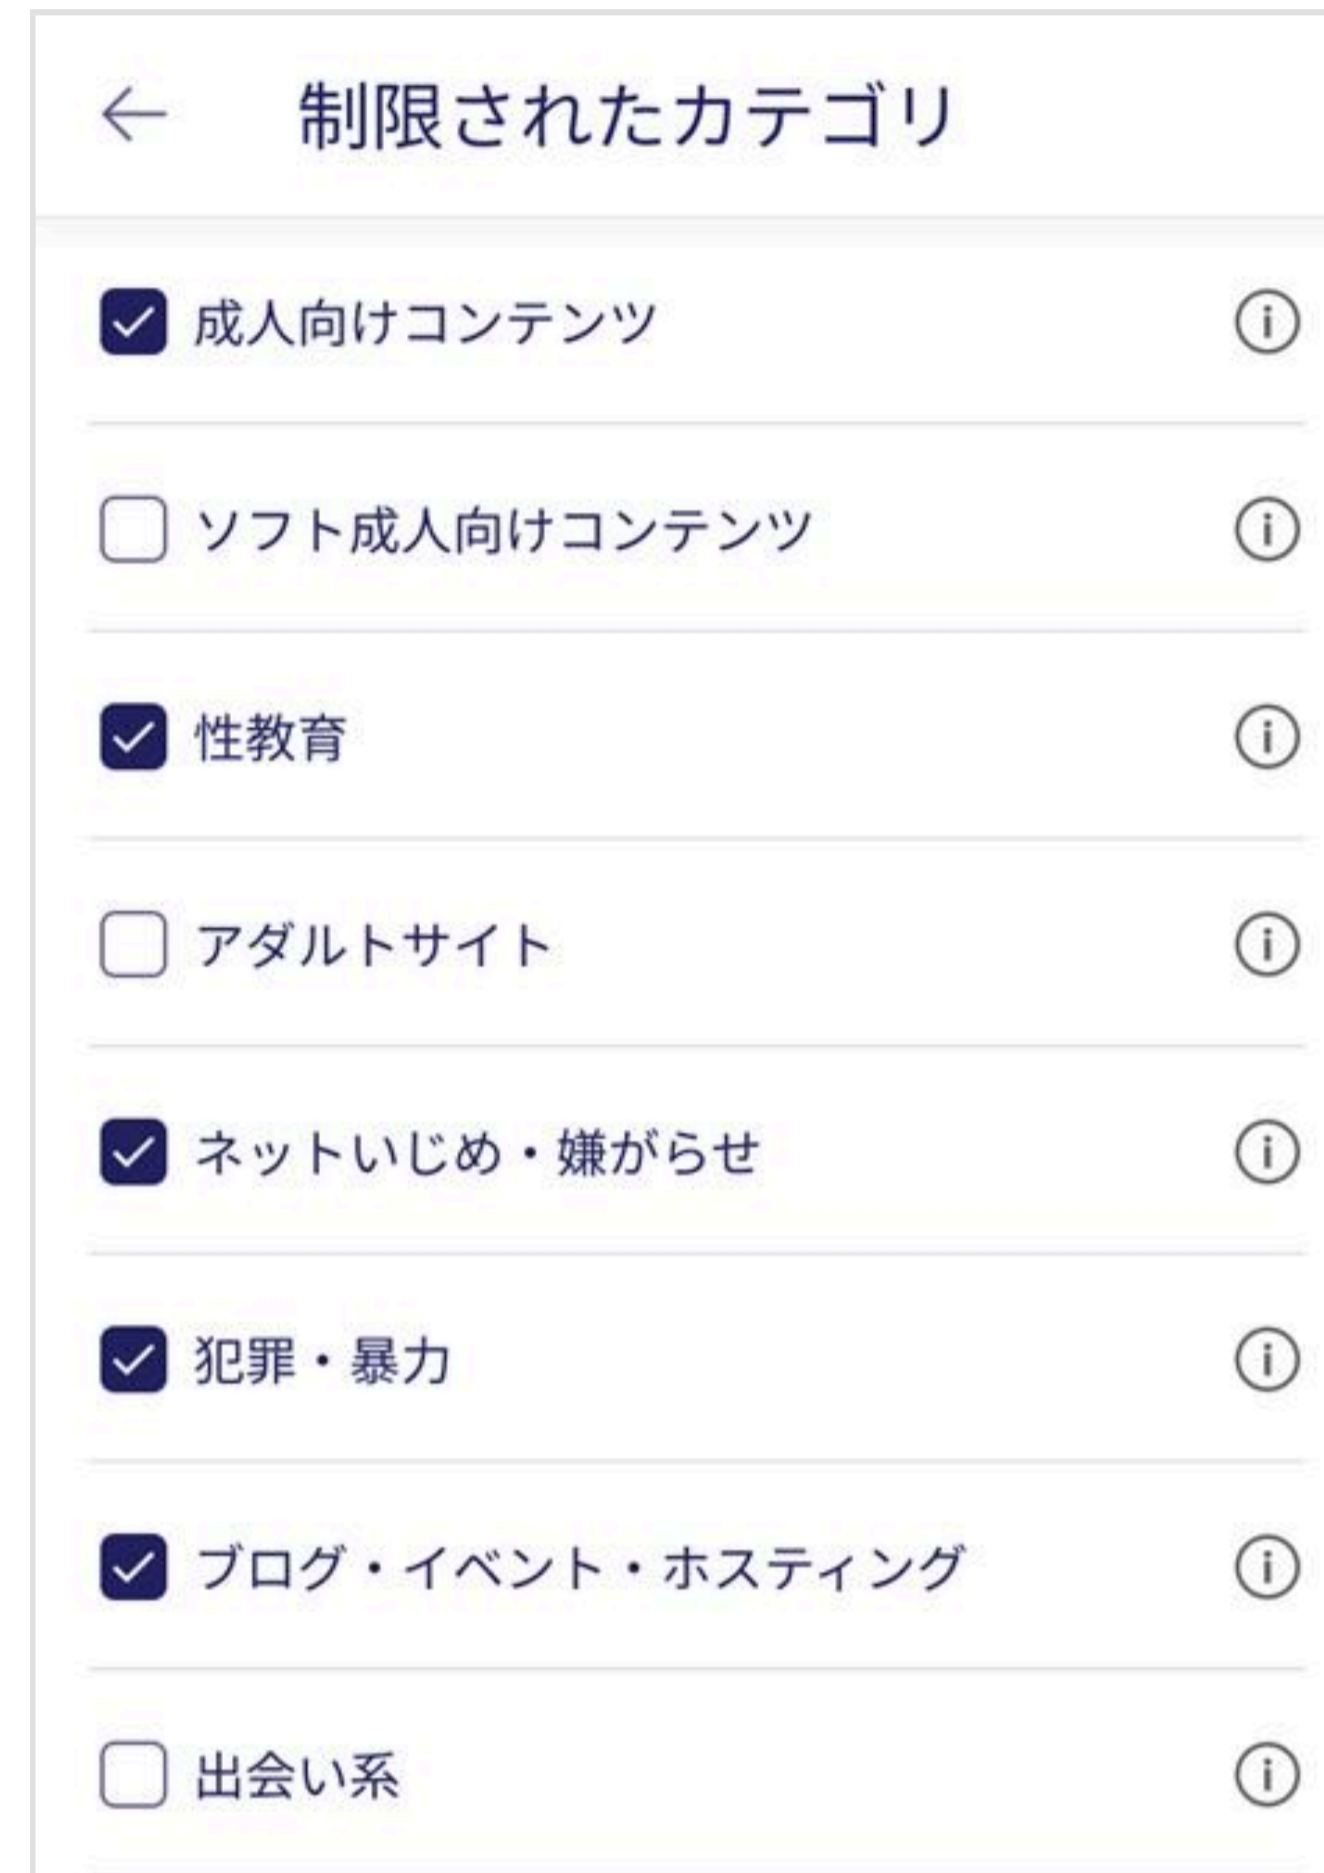 制限されたカテゴリ
成人向けコンテンツ
ソフト成人向けコンテンツ
性教育
アダルトサイト
ネットいじめ・嫌がらせ
犯罪・暴力
ブログ・イベント・ホスティング
出会い系